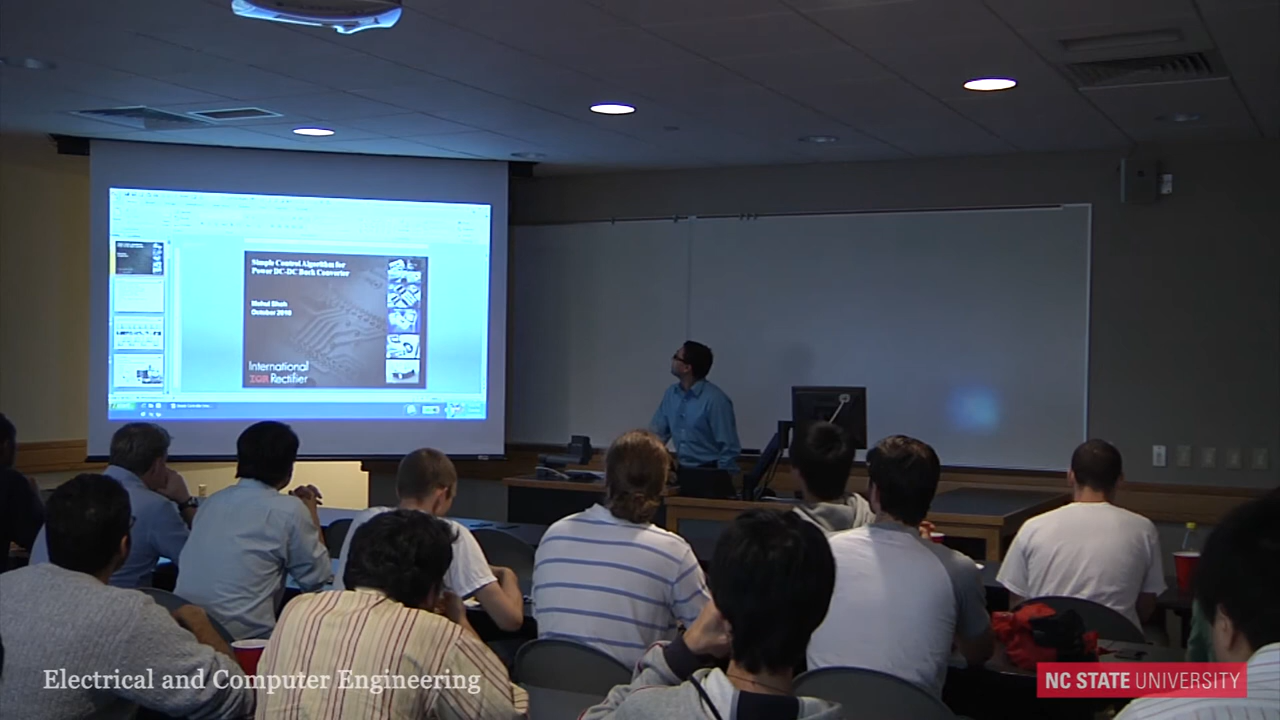 Simple Control Algorithm for
Power DC-DC Buck Converter
October 2010
International
IOR Rectifier
Electrical and Computer Engineering
NC STATE UNIVERSITY